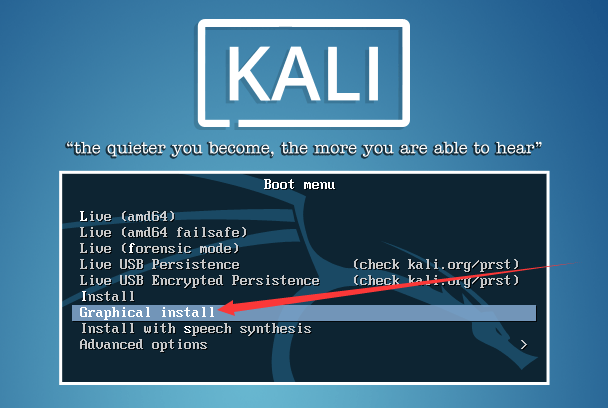 KALI
“the quieter you become, the more you are able to hear”
Boot menu
Live (amd64)
Live (amd64 failsafe)
Live (forensic mode)
Live USB Persistence (check kali.org/prst)
Live USB Encrypted Persistence (check kali.org/prst)
Install
Graphical install
Install with speech synthesis
Advanced options >